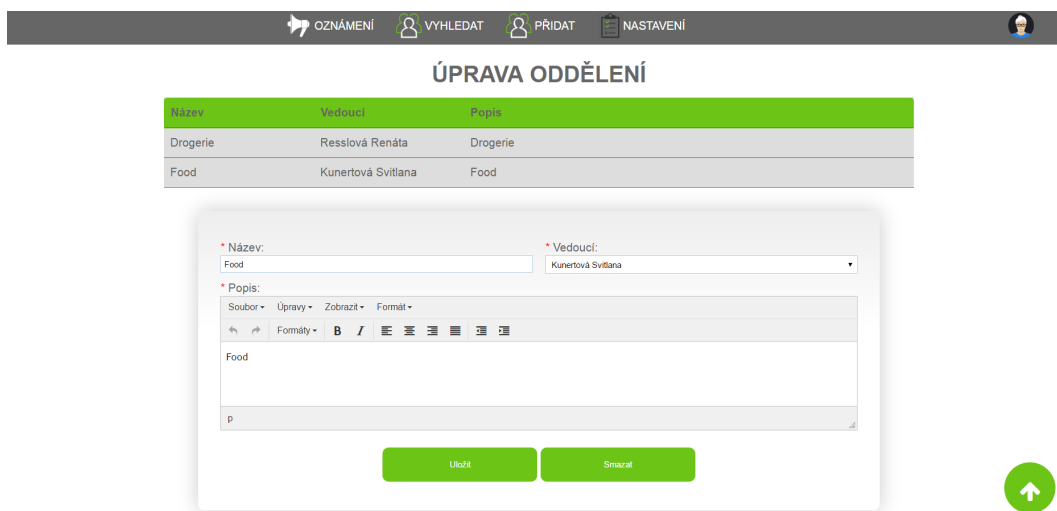 OZNÁMENÍ VYHLEDAT PŘIDAT NASTAVENÍ
ÚPRAVA ODDĚLENÍ
Název Vedoucí Popis
Drogerie Resslová Renáta Drogerie
Food Kunertová Svitlana Food
* Název: * Vedoucí:
Food Kunertová Svitlana
* Popis:
Soubor Úpravy Zobrazit Formát
Formáty B I
Food
p
Uložit Smazat